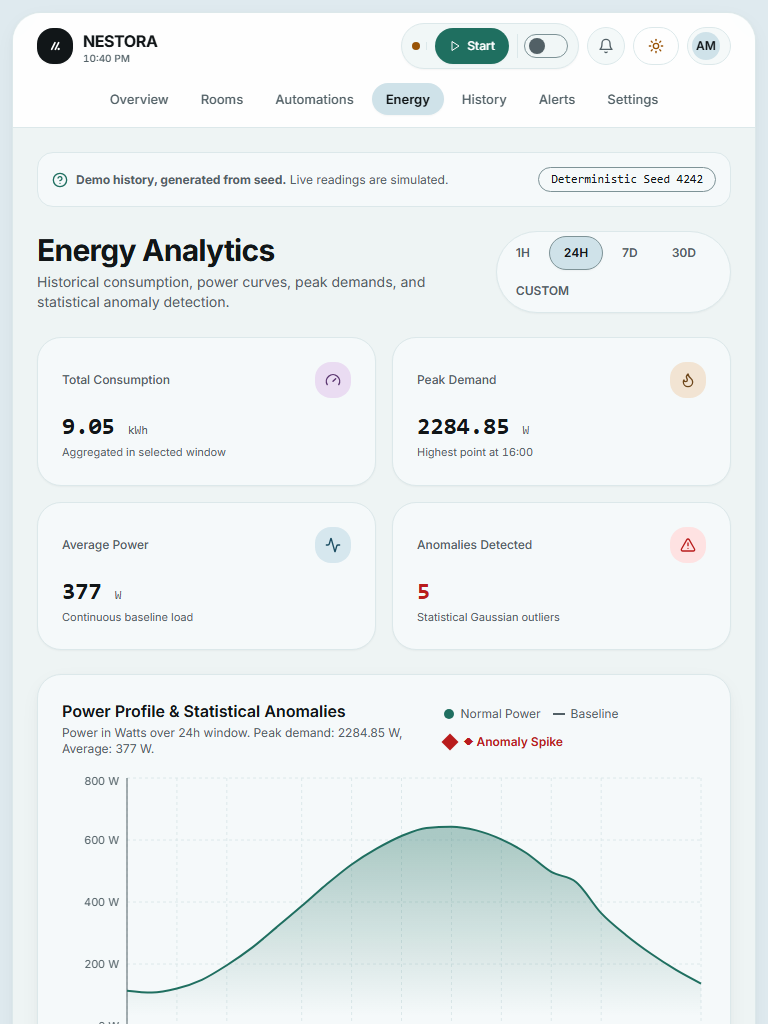 NESTORA
10:40 PM
Start
AM
Overview
Rooms
Automations
Energy
History
Alerts
Settings
Demo history, generated from seed. Live readings are simulated.
Deterministic Seed 4242
Energy Analytics
Historical consumption, power curves, peak demands, and
statistical anomaly detection.
1H
24H
7D
30D
CUSTOM
Total Consumption
9.05 kWh
Aggregated in selected window
Peak Demand
2284.85 W
Highest point at 16:00
Average Power
377 W
Continuous baseline load
Anomalies Detected
5
Statistical Gaussian outliers
Power Profile & Statistical Anomalies
Power in Watts over 24h window. Peak demand: 2284.85 W,
Average: 377 W.
Normal Power
Baseline
Anomaly Spike
800 W
600 W
400 W
200 W
0 W